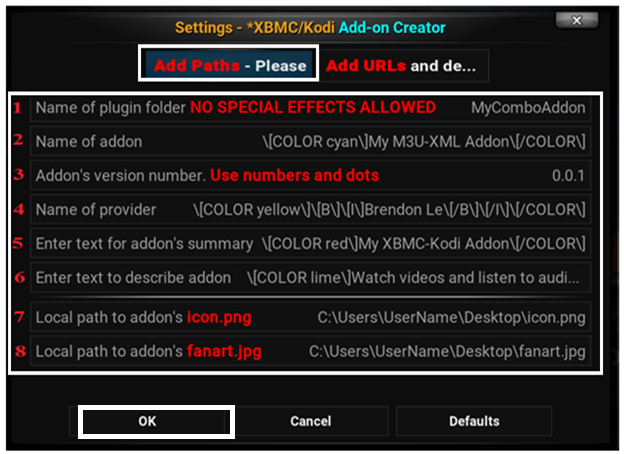 Settings - *XBMC/Kodi Add-on Creator
Add Paths - Please Add URLs and de...
1 Name of plugin folder NO SPECIAL EFFECTS ALLOWED MyComboAddon
2 Name of addon \[COLOR cyan\]My M3U-XML Addon\[/COLOR\]
3 Addon's version number. Use numbers and dots 0.0.1
4 Name of provider \[COLOR yellow\]\[B\]\[I\]Brendon Le\[/B\]\[/I\]\[/COLOR\]
5 Enter text for addon's summary \[COLOR red\]My XBMC-Kodi Addon\[/COLOR\]
6 Enter text to describe addon \[COLOR lime\]Watch videos and listen to audi...
7 Local path to addon's icon.png C:\Users\UserName\Desktop\icon.png
8 Local path to addon's fanart.jpg C:\Users\UserName\Desktop\fanart.jpg
OK Cancel Defaults